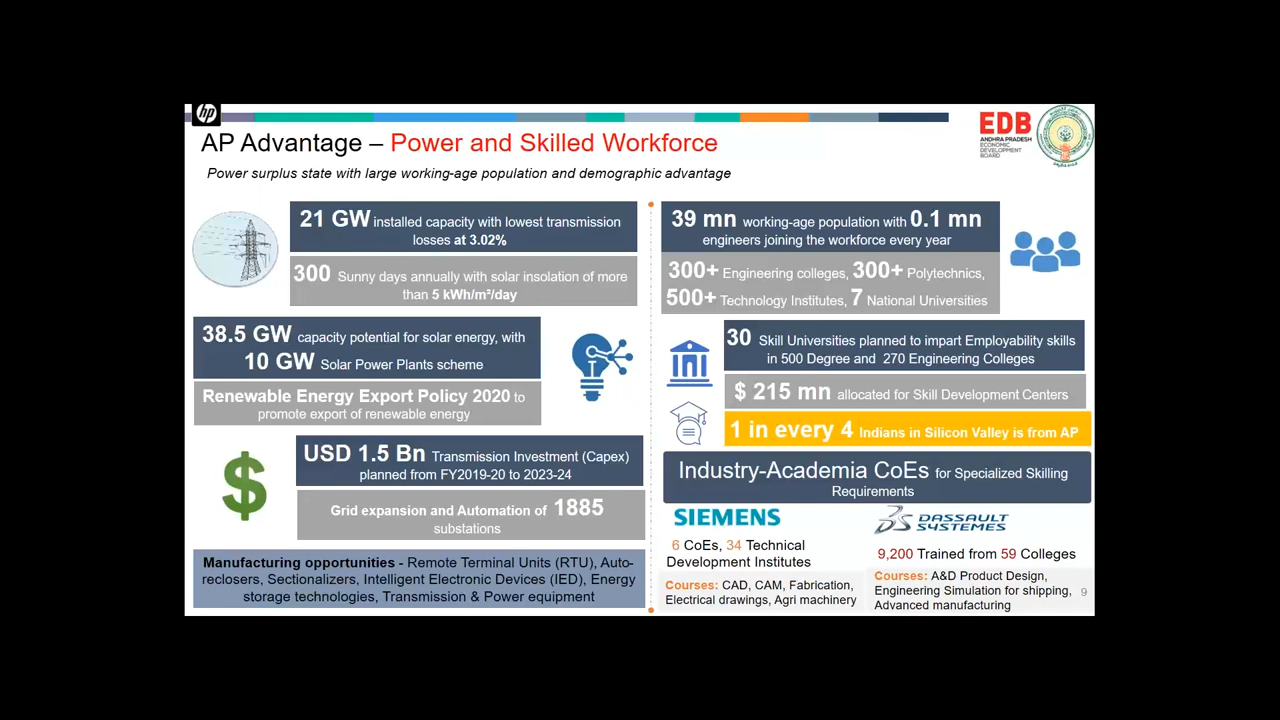 hp
AP Advantage – Power and Skilled Workforce
EDB
ANDHRA PRADESH
ECONOMIC
DEVELOPMENT
BOARD
Power surplus state with large working-age population and demographic advantage
21 GW installed capacity with lowest transmission
losses at 3.02%
300 Sunny days annually with solar insolation of more
than 5 kWh/m²/day
38.5 GW capacity potential for solar energy, with
10 GW Solar Power Plants scheme
Renewable Energy Export Policy 2020 to
promote export of renewable energy
USD 1.5 Bn Transmission Investment (Capex)
planned from FY2019-20 to 2023-24
Grid expansion and Automation of 1885
substations
Manufacturing opportunities - Remote Terminal Units (RTU), Auto-
reclosers, Sectionalizers, Intelligent Electronic Devices (IED), Energy
storage technologies, Transmission & Power equipment
39 mn working-age population with 0.1 mn
engineers joining the workforce every year
300+ Engineering colleges, 300+ Polytechnics,
500+ Technology Institutes, 7 National Universities
30 Skill Universities planned to impart Employability skills
in 500 Degree and 270 Engineering Colleges
$ 215 mn allocated for Skill Development Centers
1 in every 4 Indians in Silicon Valley is from AP
Industry-Academia CoEs for Specialized Skilling
Requirements
SIEMENS
6 CoEs, 34 Technical
Development Institutes
Courses: CAD, CAM, Fabrication,
Electrical drawings, Agri machinery
DASSAULT
SYSTEMES
9,200 Trained from 59 Colleges
Courses: A&D Product Design,
Engineering Simulation for shipping,
Advanced manufacturing
9